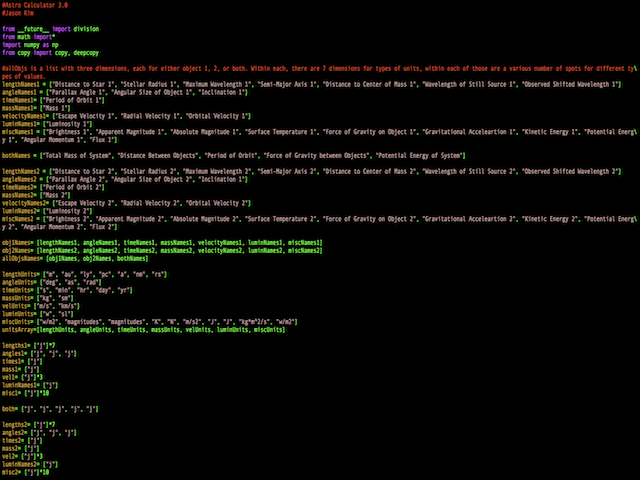 #Astro Calculator 3.0
#Jason Kim
from __future__ import division
from math import*
import numpy as np
from copy import copy, deepcopy
#AllObjs is a list with three dimensions, each for either object 1, 2, or both. Within each, there are 7 dimensions for types of units, within each of those are a various number of spots for different ty\
pes of values.
lengthNames1 = ["Distance to Star 1", "Stellar Radius 1", "Maximum Wavelength 1", "Semi-Major Axis 1", "Distance to Center of Mass 1", "Wavelength of Still Source 1", "Observed Shifted Wavelength 1"]
angleNames1 = ["Parallax Angle 1", "Angular Size of Object 1", "Inclination 1"]
timeNames1= ["Period of Orbit 1"]
massNames1= ["Mass 1"]
velocityNames1= ["Escape Velocity 1", "Radial Velocity 1", "Orbital Velocity 1"]
luminNames1= ["Luminosity 1"]
miscNames1 = ["Brightness 1", "Apparent Magnitude 1", "Absolute Magnitude 1", "Surface Temperature 1", "Force of Gravity on Object 1", "Gravitational Acceleartion 1", "Kinetic Energy 1", "Potential Energ\
y 1", "Angular Momentum 1", "Flux 1"]
bothNames = ["Total Mass of System", "Distance Between Objects", "Period of Orbit", "Force of Gravity between Objects", "Potential Energy of System"]
lengthNames2 = ["Distance to Star 2", "Stellar Radius 2", "Maximum Wavelength 2", "Semi-Major Axis 2", "Distance to Center of Mass 2", "Wavelength of Still Source 2", "Observed Shifted Wavelength 2"]
angleNames2 = ["Parallax Angle 2", "Angular Size of Object 2", "Inclination 1"]
timeNames2= ["Period of Orbit 2"]
massNames2= ["Mass 2"]
velocityNames2= ["Escape Velocity 2", "Radial Velocity 2", "Orbital Velocity 2"]
luminNames2= ["Luminosity 2"]
miscNames2 = ["Brightness 2", "Apparent Magnitude 2", "Absolute Magnitude 2", "Surface Temperature 2", "Force of Gravity on Object 2", "Gravitational Acceleartion 2", "Kinetic Energy 2", "Potential Energ\
y 2", "Angular Momentum 2", "Flux 2"]
obj1Names= [lengthNames1, angleNames1, timeNames1, massNames1, velocityNames1, luminNames1, miscNames1]
obj2Names= [lengthNames2, angleNames2, timeNames2, massNames2, velocityNames2, luminNames2, miscNames2]
allObjsNames= [obj1Names, obj2Names, bothNames]
lengthUnits= ["m", "au", "ly", "pc", "a", "nm", "rs"]
angleUnits= ["deg", "as", "rad"]
timeUnits= ["s", "min", "hr", "day", "yr"]
massUnits= ["kg", "sm"]
velUnits= ["m/s", "km/s"]
luminUnits= ["w", "sl"]
miscUnits= ["w/m2", "magnitudes", "magnitudes", "K", "N", "m/s2", "J", "J", "kg*m^2/s", "w/m2"]
unitsArray=[lengthUnits, angleUnits, timeUnits, massUnits, velUnits, luminUnits, miscUnits]
lengths1= ["j"]*7
angles1= ["j", "j", "j"]
times1= ["j"]
mass1= ["j"]
vel1= ["j"]*3
luminNames1= ["j"]
misc1= ["j"]*10
both= ["j", "j", "j", "j", "j"]
lengths2= ["j"]*7
angles2= ["j", "j", "j"]
times2= ["j"]
mass2= ["j"]
vel2= ["j"]*3
luminNames2= ["j"]
misc2= ["j"]*10